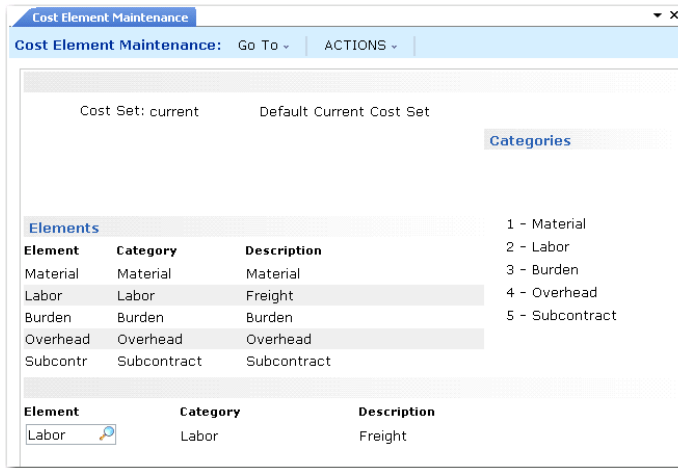 Cost Element Maintenance
Cost Element Maintenance: Go To ACTIONS
Cost Set: current Default Current Cost Set
Categories
1 - Material
2 - Labor
3 - Burden
4 - Overhead
5 - Subcontract
Elements
Element Category Description
Material Material Material
Labor Labor Freight
Burden Burden Burden
Overhead Overhead Overhead
Subcontr Subcontract Subcontract
Element Category Description
Labor Labor Freight